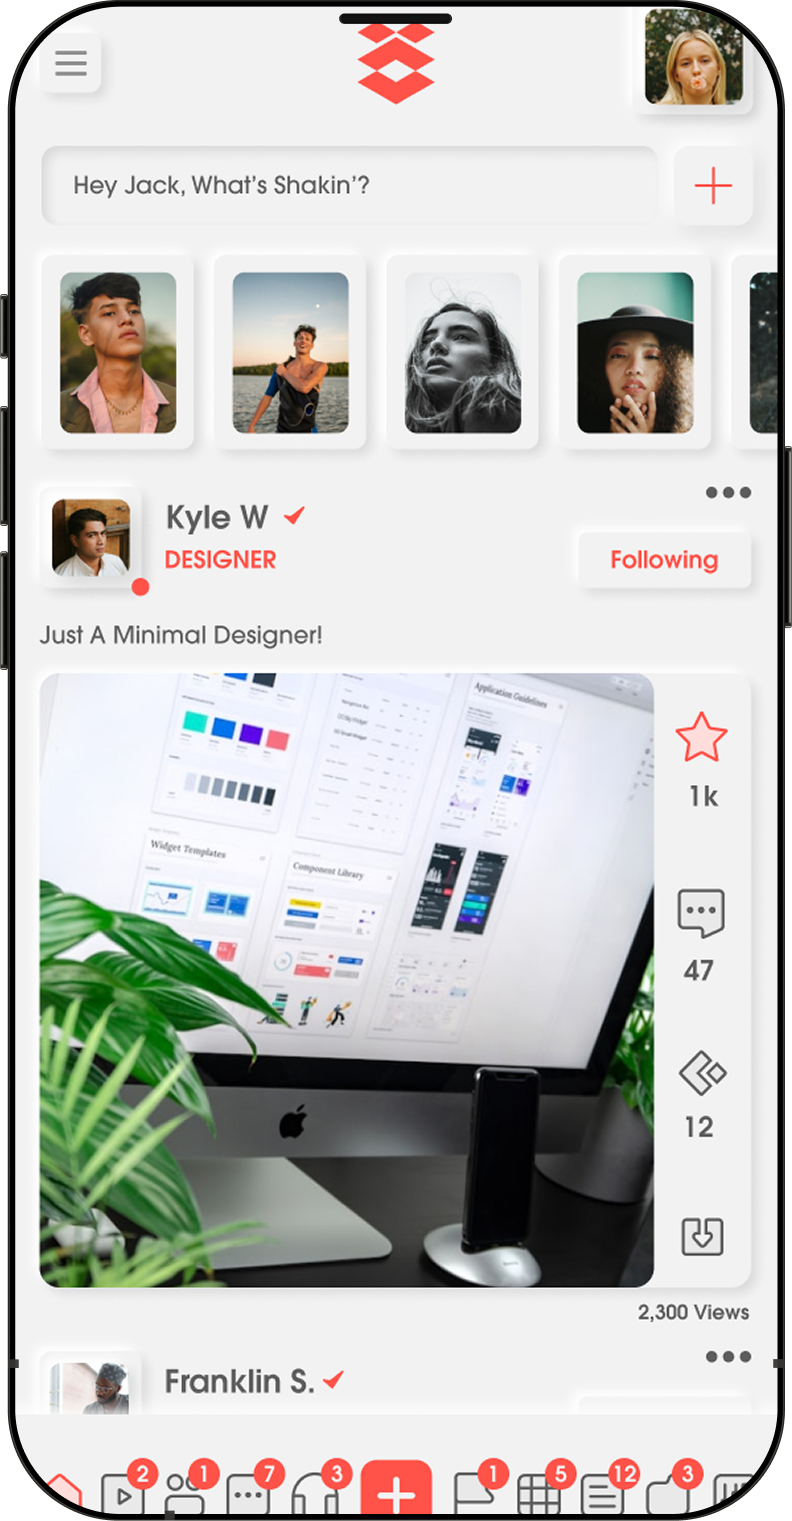 Hey Jack, What's Shakin'?
Kyle W
DESIGNER
Following
Just A Minimal Designer!
Application Guidelines
Widget Templates
Component Library
1k
47
12
2,300 Views
Franklin S.
2
1
7
3
1
5
12
3